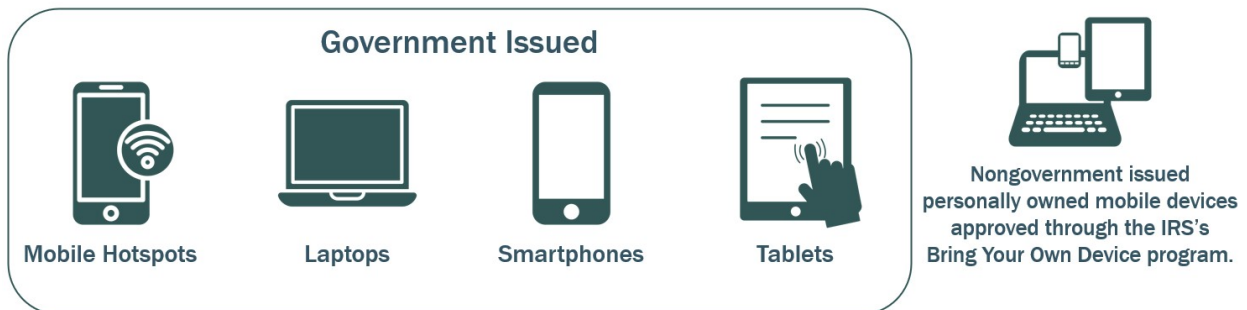 Government Issued
Mobile Hotspots
Laptops
Smartphones
Tablets
Nongovernment issued
personally owned mobile devices
approved through the IRS's
Bring Your Own Device program.